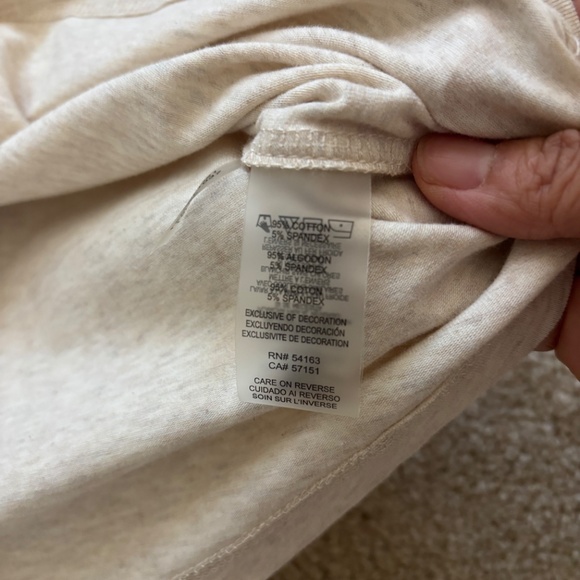 95% COTTON
5% SPANDEX
95% ALGODON
5% SPANDEX
95% COTON
5% SPANDEX
EXCLUSIVE OF DECORATION
EXCLUYENDO DECORACIÓN
EXCLUSIVITE DE DECORATION
RN# 54163
CA# 57151
CARE ON REVERSE
CUIDADO Al REVERSO
SOIN SUR L'INVERSE